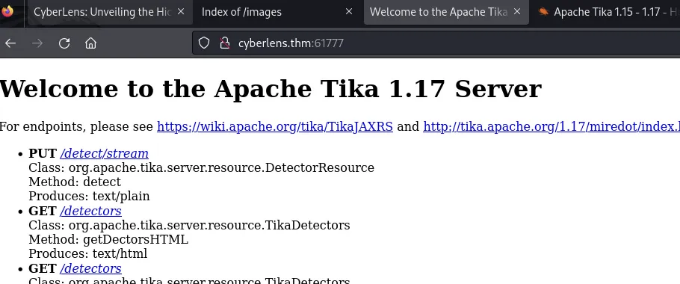 CyberLens: Unveiling the Hid
Index of /images
Welcome to the Apache Tika
Apache Tika 1.15 - 1.17 - H
cyberlens.thm:61777
Welcome to the Apache Tika 1.17 Server
For endpoints, please see https://wiki.apache.org/tika/TikaJAXRS and http://tika.apache.org/1.17/miredot/index.h
• PUT /detect/stream
Class: org.apache.tika.server.resource.DetectorResource
Method: detect
Produces: text/plain
• GET /detectors
Class: org.apache.tika.server.resource.TikaDetectors
Method: getDectorsHTML
Produces: text/html
• GET /detectors
Class: org.apache.tika.server.resource.TikaDetectors